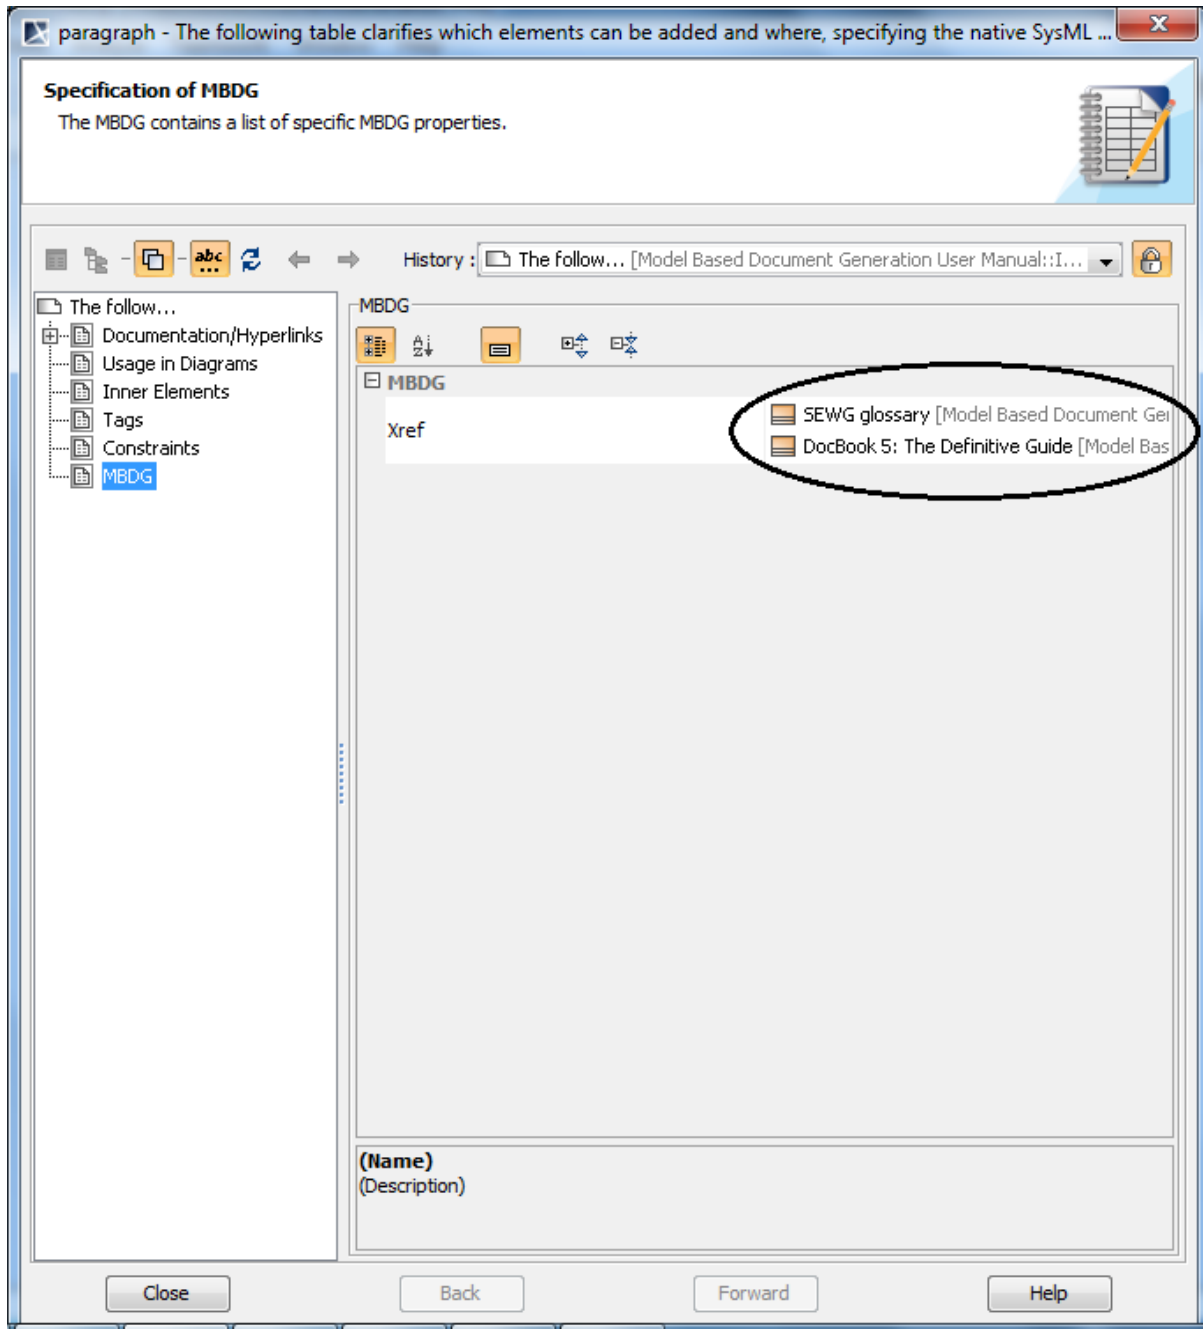 paragraph - The following table clarifies which elements can be added and where, specifying the native SysML ...
Specification of MBDG
The MBDG contains a list of specific MBDG properties.
abc
History : The follow... [Model Based Document Generation User Manual::I...
The follow...
Documentation/Hyperlinks
Usage in Diagrams
Inner Elements
Tags
Constraints
MBDG
MBDG
A
Z
MBDG
Xref
SEWG glossary [Model Based Document Ge
DocBook 5: The Definitive Guide [Model Bas
(Name)
(Description)
Close Back Forward Help